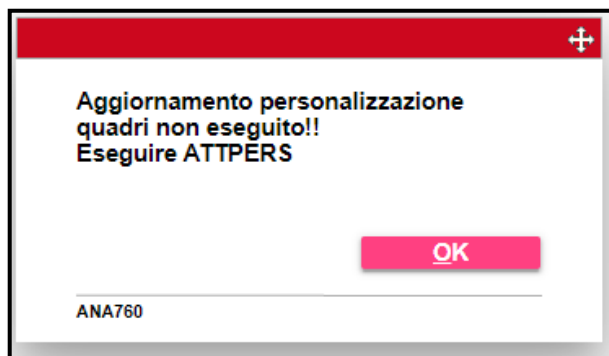 Aggiornamento personalizzazione
quadri non eseguito!!
Eseguire ATTPERS
OK
ANA760